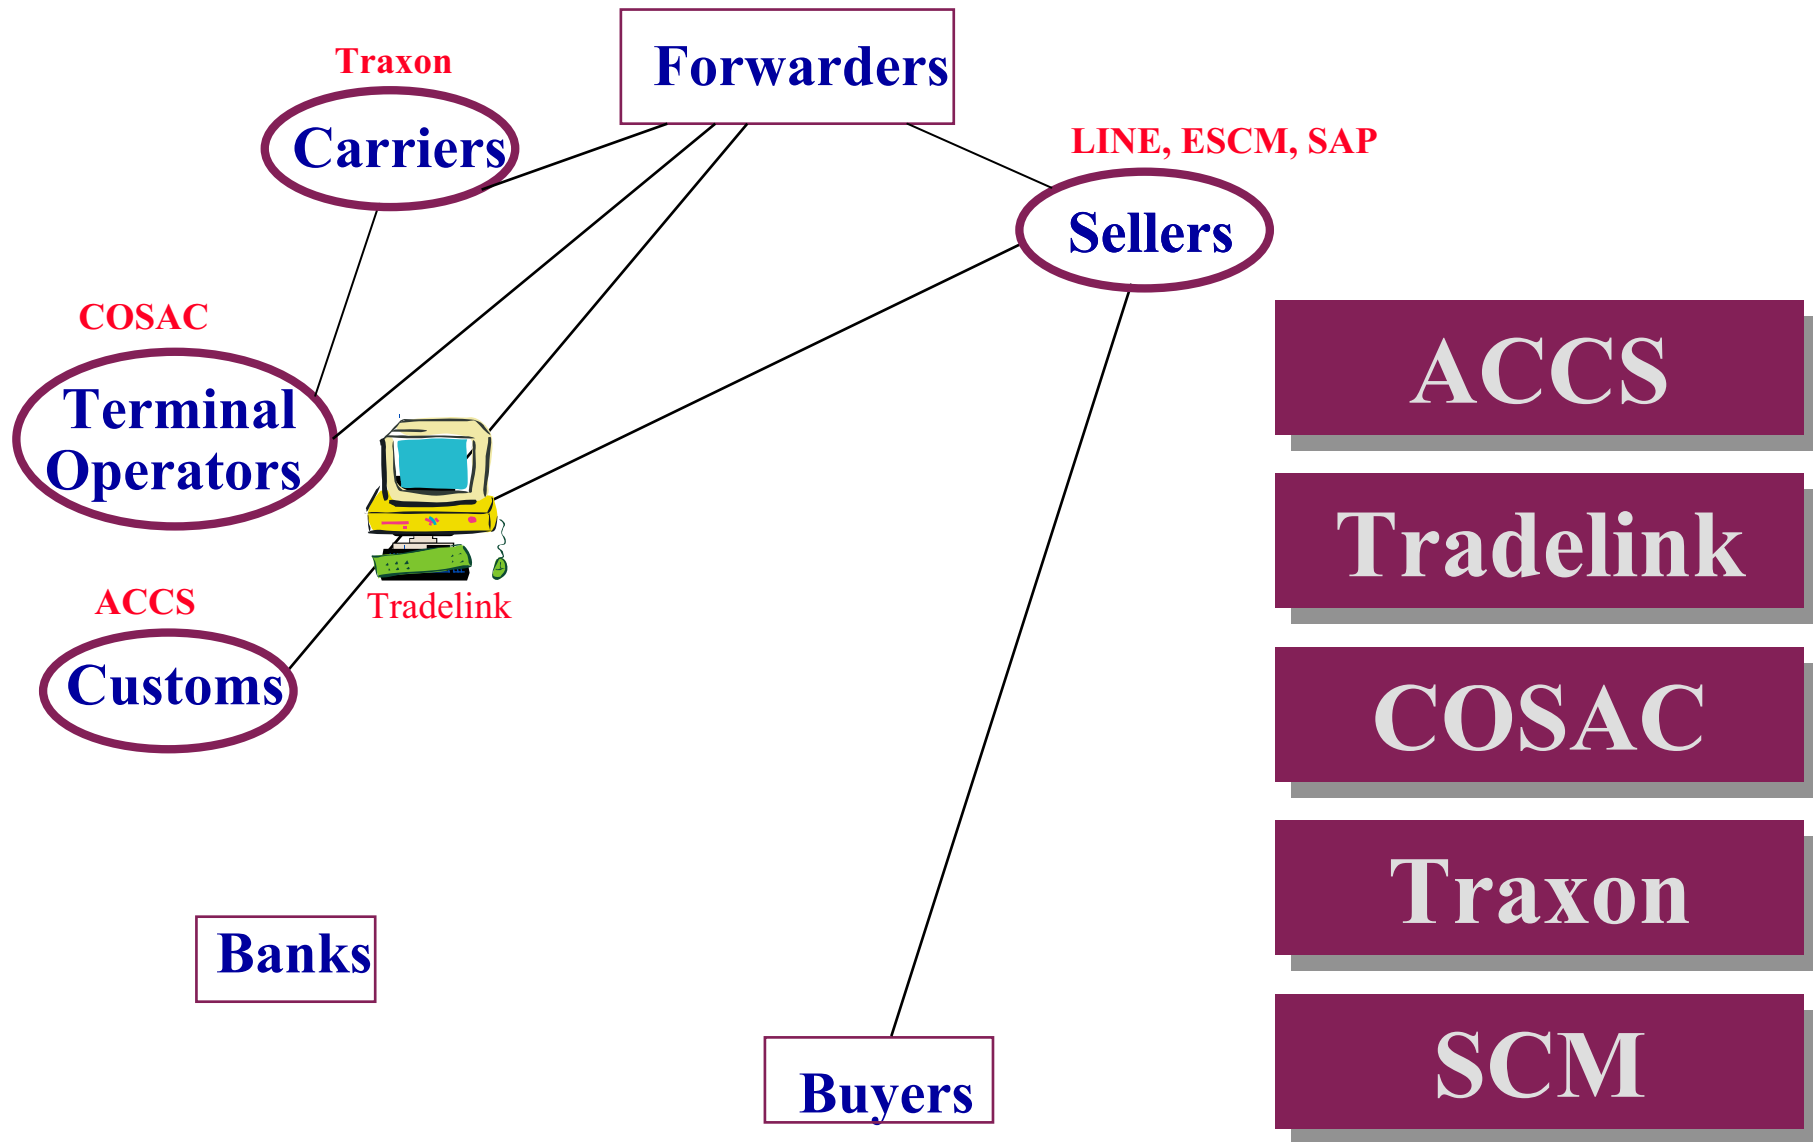 Forwarders
Traxon
Carriers
LINE, ESCM, SAP
Sellers
COSAC
Terminal
Operators
Tradelink
ACCS
Customs
Banks
Buyers
ACCS
Tradelink
COSAC
Traxon
SCM